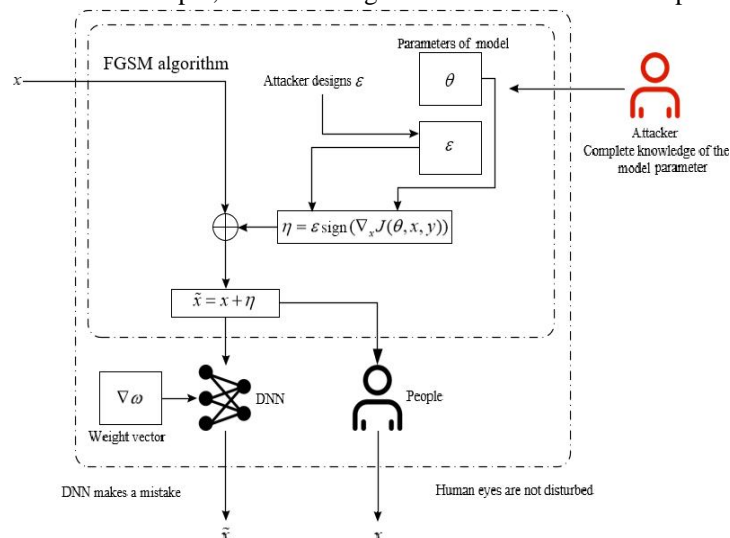 Parameters of model
FGSM algorithm
x
Attacker designs ε
θ
ε
Attacker
Complete knowledge of the
model parameter
η = ε sign (∇ₓJ(θ, x, y))
x̃ = x + η
∇ω
DNN
People
Weight vector
DNN makes a mistake
Human eyes are not disturbed
x̃
x